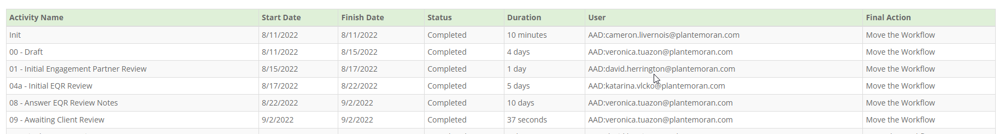 Activity Name Start Date Finish Date Status Duration User Final Action
Init 8/11/2022 8/11/2022 Completed 10 minutes AAD:cameron.livernois@plantemoran.com Move the Workflow
00 - Draft 8/11/2022 8/15/2022 Completed 4 days AAD:veronica.tuazon@plantemoran.com Move the Workflow
01 - Initial Engagement Partner Review 8/15/2022 8/17/2022 Completed 1 day AAD:david.herrington@plantemoran.com Move the Workflow
04a - Initial EQR Review 8/17/2022 8/22/2022 Completed 5 days AAD:katarina.vlcko@plantemoran.com Move the Workflow
08 - Answer EQR Review Notes 8/22/2022 9/2/2022 Completed 10 days AAD:veronica.tuazon@plantemoran.com Move the Workflow
09 - Awaiting Client Review 9/2/2022 9/2/2022 Completed 37 seconds AAD:veronica.tuazon@plantemoran.com Move the Workflow